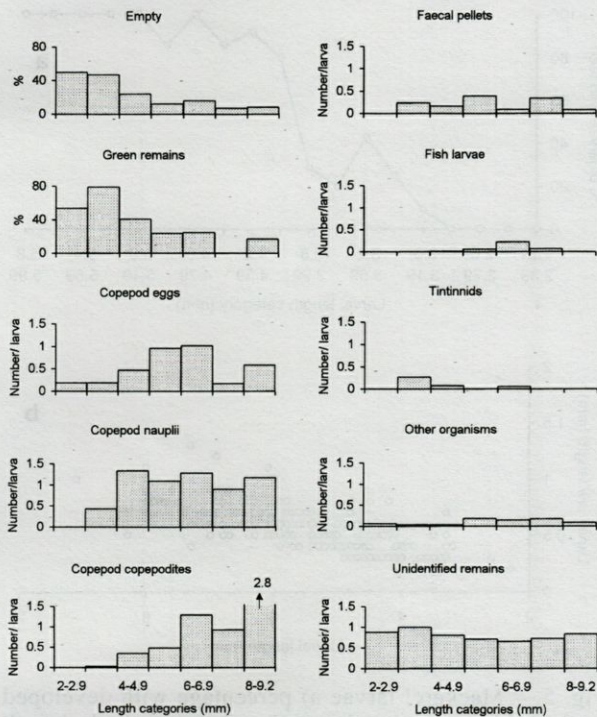 Empty
80
40
0
%
Faecal pellets
1.5
1
0.5
0
Number/larva
Green remains
80
40
0
%
Fish larvae
1.5
1
0.5
0
Number/larva
Copepod eggs
1.5
1
0.5
0
Number/ larva
Tintinnids
1.5
1
0.5
0
Number/ larva
Copepod nauplii
1.5
1
0.5
0
Number/larva
Other organisms
1.5
1
0.5
0
Number/larva
Copepod copepodites
2.8
1.5
1
0.5
0
Number/larva
2-2.9 4-4.9 6-6.9 8-9.2
Length categories (mm)
Unidentified remains
1.5
1
0.5
0
Number/larva
2-2.9 4-4.9 6-6.9 8-9.2
Length categories (mm)